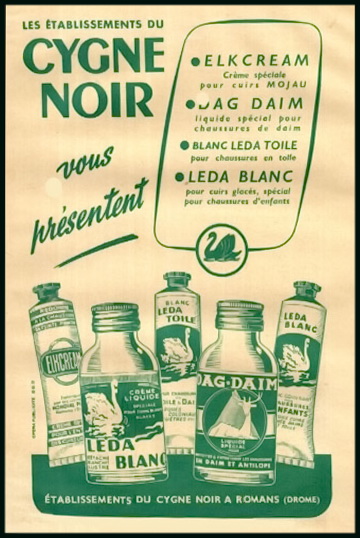 LES ÉTABLISSEMENTS DU
CYGNE
NOIR
vous
présentent
● ELKCREAM
Crème spéciale
pour cuirs MOJAU
● JAG DAIM
liquide spécial pour
chaussures de daim
● BLANC LEDA TOILE
pour chaussures en toile
● LEDA BLANC
pour cuirs glacés, spécial
pour chaussures d'enfants
ELKCREAM
CRÈME
LIQUIDE
LEDA
BLANC
BLANC
LEDA
TOILE
JAG-DAIM
LIQUIDE
SPÉCIAL
EN DAIM ET ANTILOPE
LEDA
BLANC
ÉTABLISSEMENTS DU CYGNE NOIR A ROMANS (DROME)